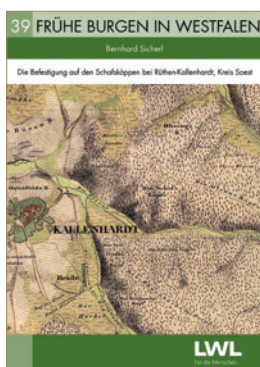 39 FRÜHE BURGEN IN WESTFALEN
Bernhard Sicherl
Die Befestigung auf den Schafsköppen bei Rüthen-Kallenhardt, Kreis Soest
KALLENHARDT
Heide
LWL
Für die Menschen.